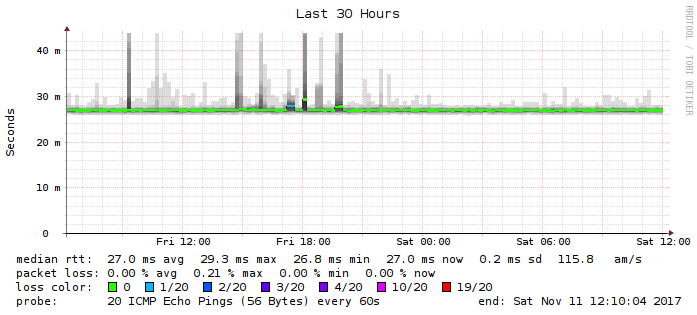 Last 30 Hours
RRDTOOL / TOBI OETIKER
Seconds
40 m
30 m
20 m
10 m
0
Fri 12:00 Fri 18:00 Sat 00:00 Sat 06:00 Sat 12:00
median rtt: 27.0 ms avg 29.3 ms max 26.8 ms min 27.0 ms now 0.2 ms sd 115.8 am/s
packet loss: 0.00 % avg 0.21 % max 0.00 % min 0.00 % now
loss color: 0 1/20 2/20 3/20 4/20 10/20 19/20
probe: 20 ICMP Echo Pings (56 Bytes) every 60s end: Sat Nov 11 12:10:04 2017